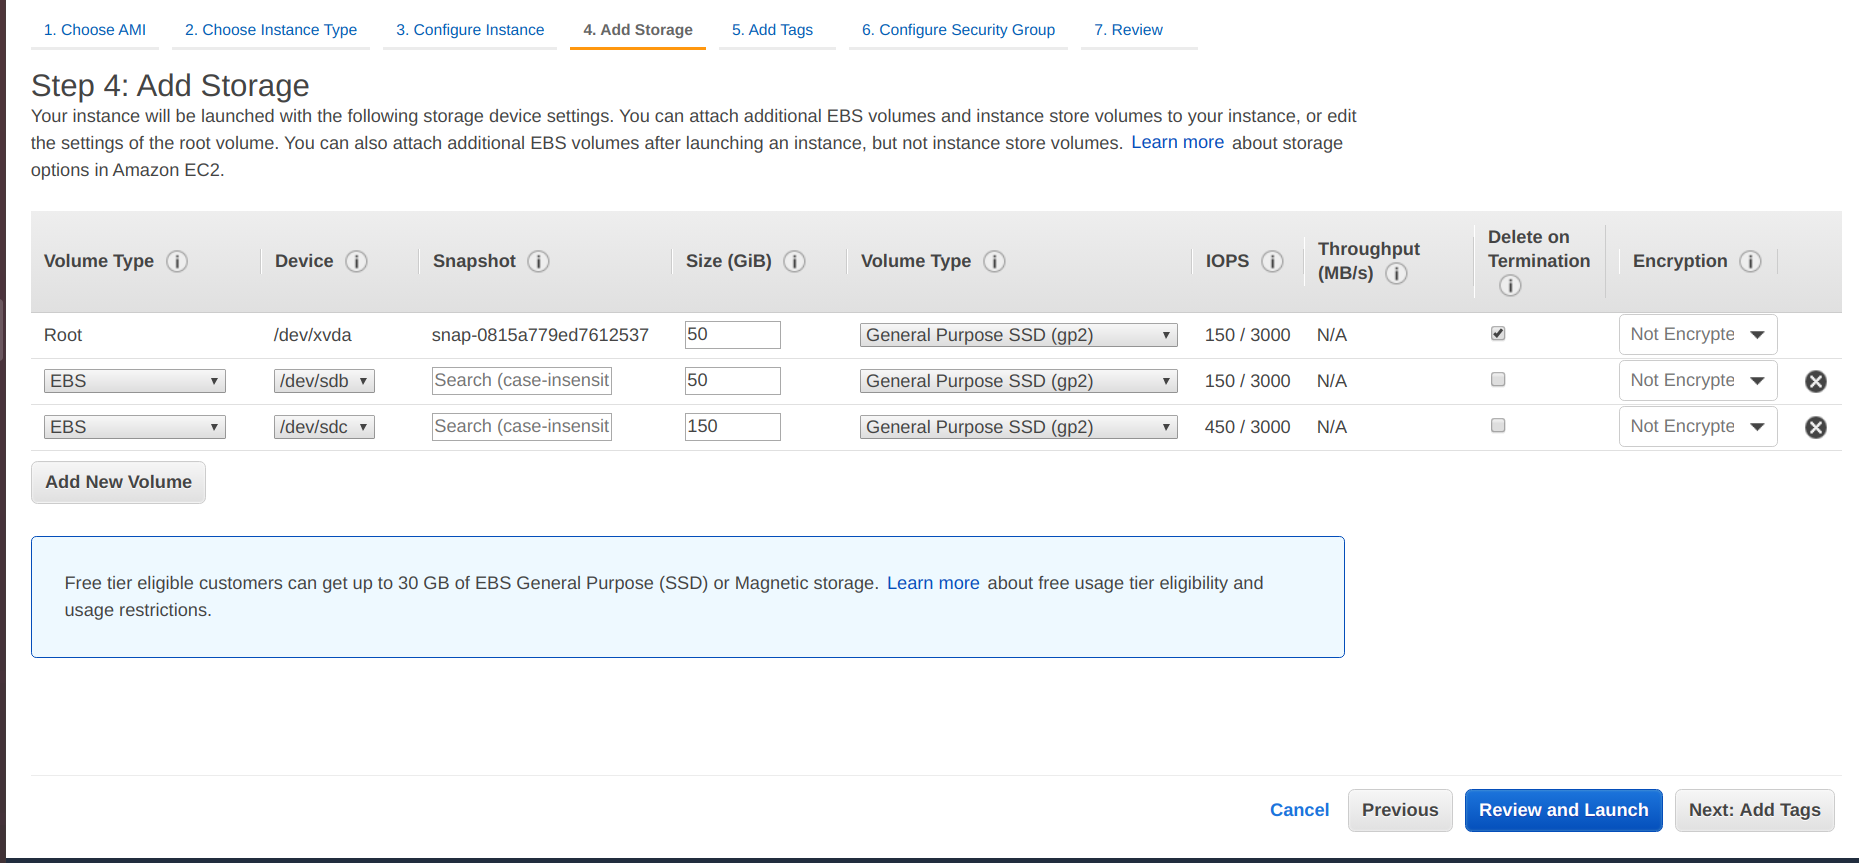 1. Choose AMI 2. Choose Instance Type 3. Configure Instance 4. Add Storage 5. Add Tags 6. Configure Security Group 7. Review
Step 4: Add Storage
Your instance will be launched with the following storage device settings. You can attach additional EBS volumes and instance store volumes to your instance, or edit
the settings of the root volume. You can also attach additional EBS volumes after launching an instance, but not instance store volumes. Learn more about storage
options in Amazon EC2.
Volume Type i Device i Snapshot i Size (GiB) i Volume Type i IOPS i Throughput (MB/s) i Delete on Termination i Encryption i
Root /dev/xvda snap-0815a779ed7612537 50 General Purpose SSD (gp2) 150 / 3000 N/A Not Encrypte
EBS /dev/sdb Search (case-insensit 50 General Purpose SSD (gp2) 150 / 3000 N/A Not Encrypte
EBS /dev/sdc Search (case-insensit 150 General Purpose SSD (gp2) 450 / 3000 N/A Not Encrypte
Add New Volume
Free tier eligible customers can get up to 30 GB of EBS General Purpose (SSD) or Magnetic storage. Learn more about free usage tier eligibility and
usage restrictions.
Cancel Previous Review and Launch Next: Add Tags